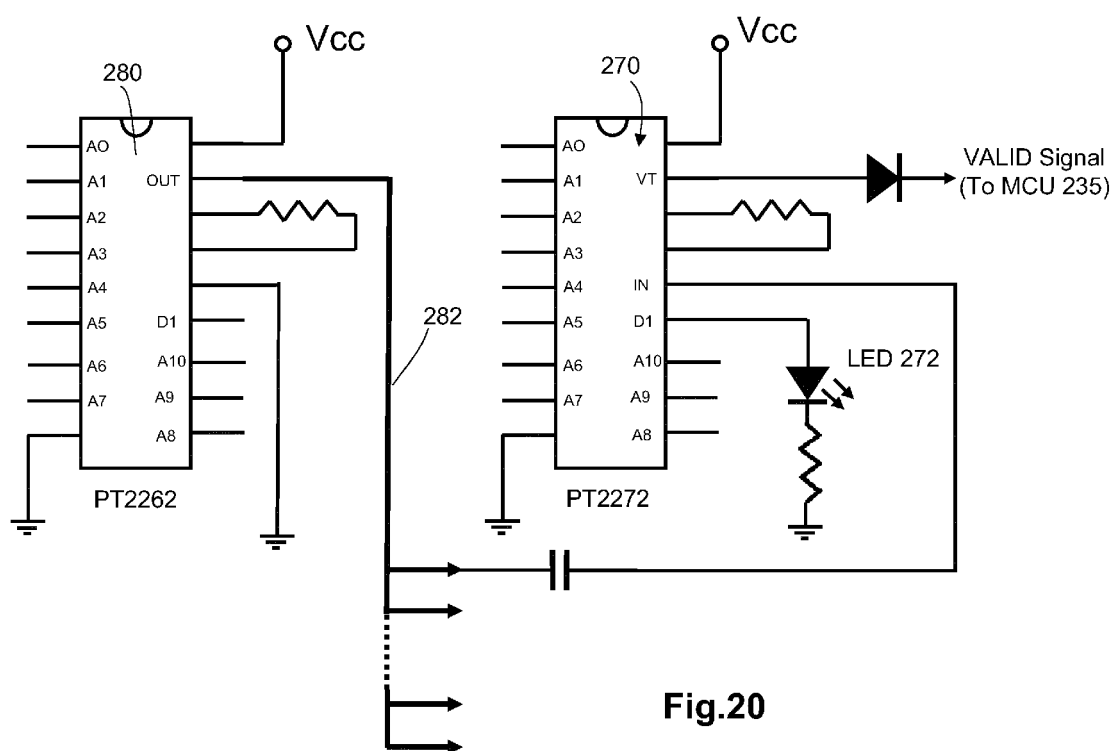 Vcc
Vcc
280
270
AO
A1
A2
A3
A4
A5
A6
A7
OUT
D1
A10
A9
A8
PT2262
282
AO
A1
A2
A3
A4
A5
A6
A7
VT
IN
D1
A10
A9
A8
PT2272
VALID Signal
(To MCU 235)
LED 272
Fig.20